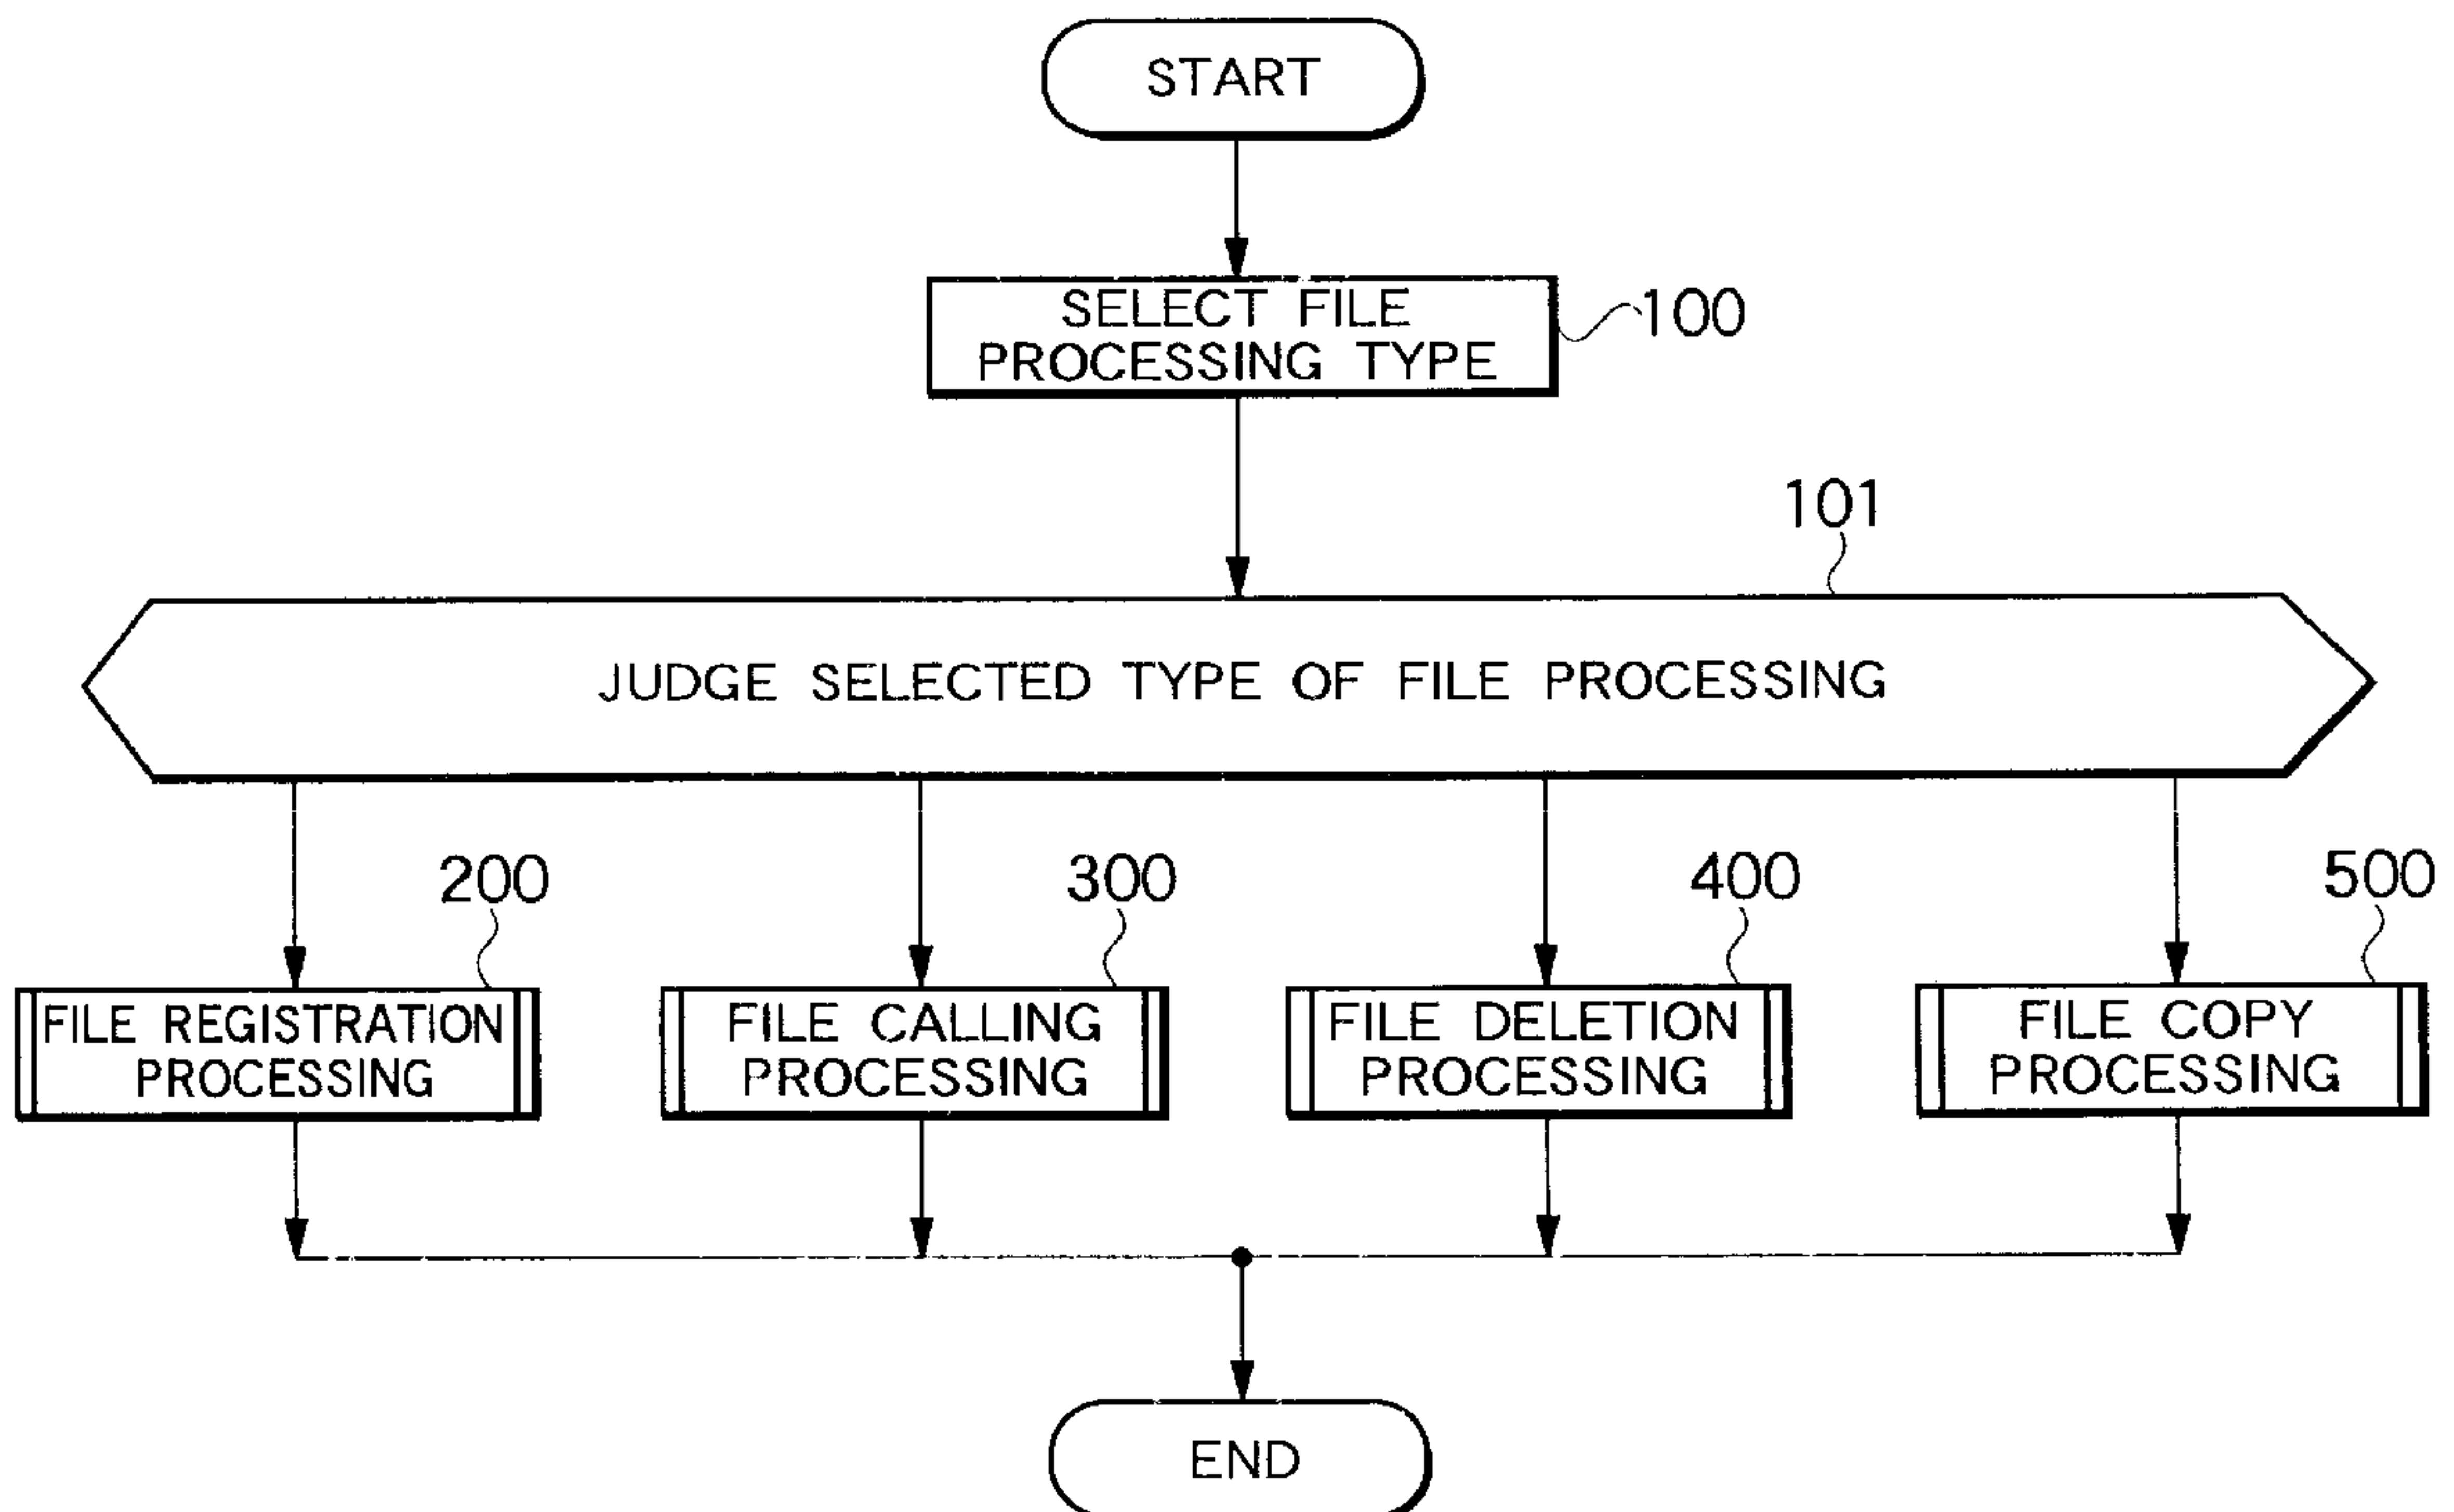 START
SELECT FILE
PROCESSING TYPE
100
101
JUDGE SELECTED TYPE OF FILE PROCESSING
200
300
400
500
FILE REGISTRATION
PROCESSING
FILE CALLING
PROCESSING
FILE DELETION
PROCESSING
FILE COPY
PROCESSING
END